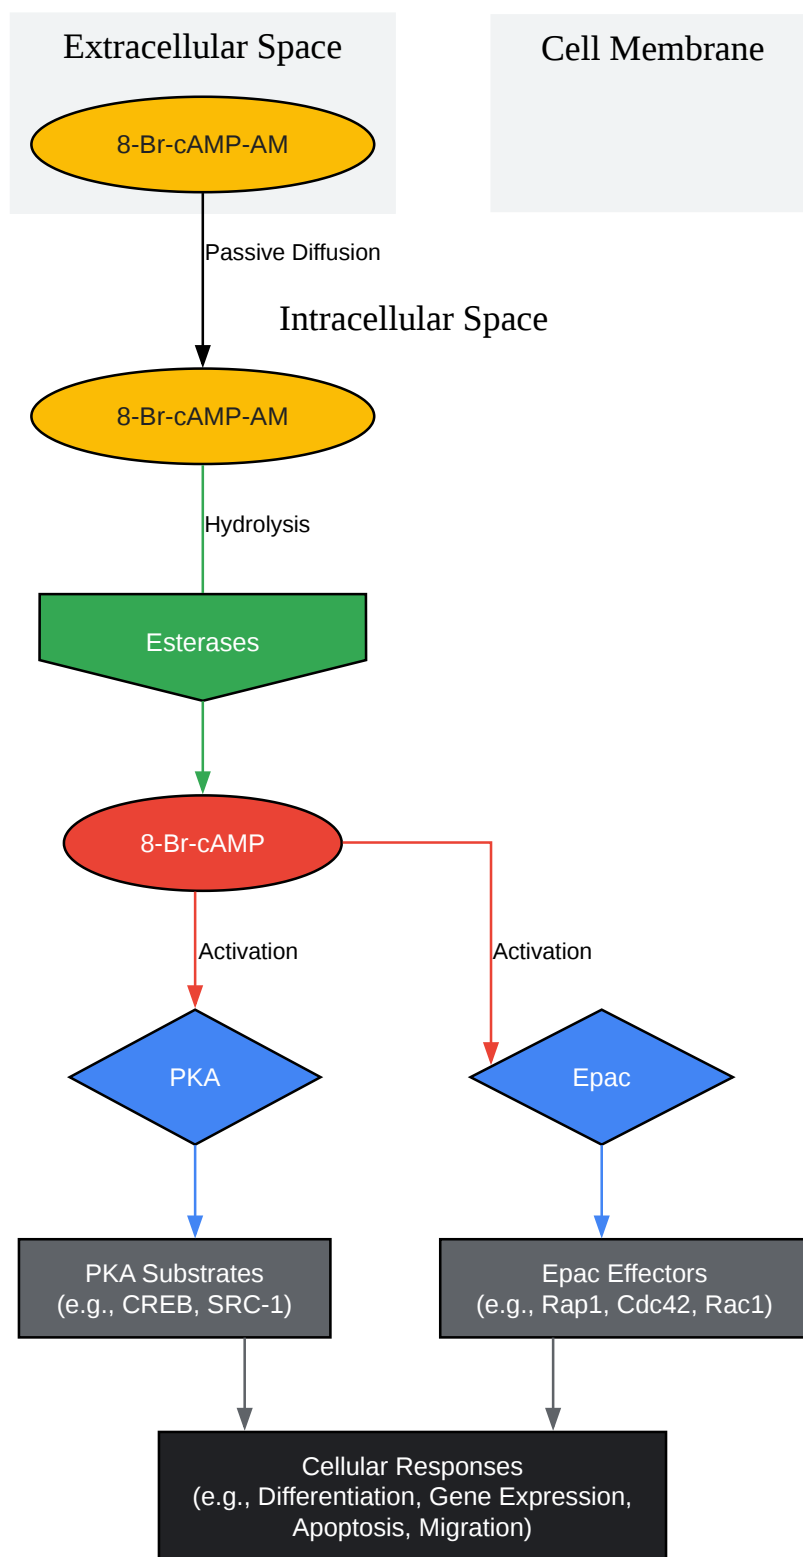 Extracellular Space
Cell Membrane
8-Br-cAMP-AM
Passive Diffusion
Intracellular Space
8-Br-cAMP-AM
Hydrolysis
Esterases
8-Br-cAMP
Activation
Activation
PKA
Epac
PKA Substrates
(e.g., CREB, SRC-1)
Epac Effectors
(e.g., Rap1, Cdc42, Rac1)
Cellular Responses
(e.g., Differentiation, Gene Expression,
Apoptosis, Migration)